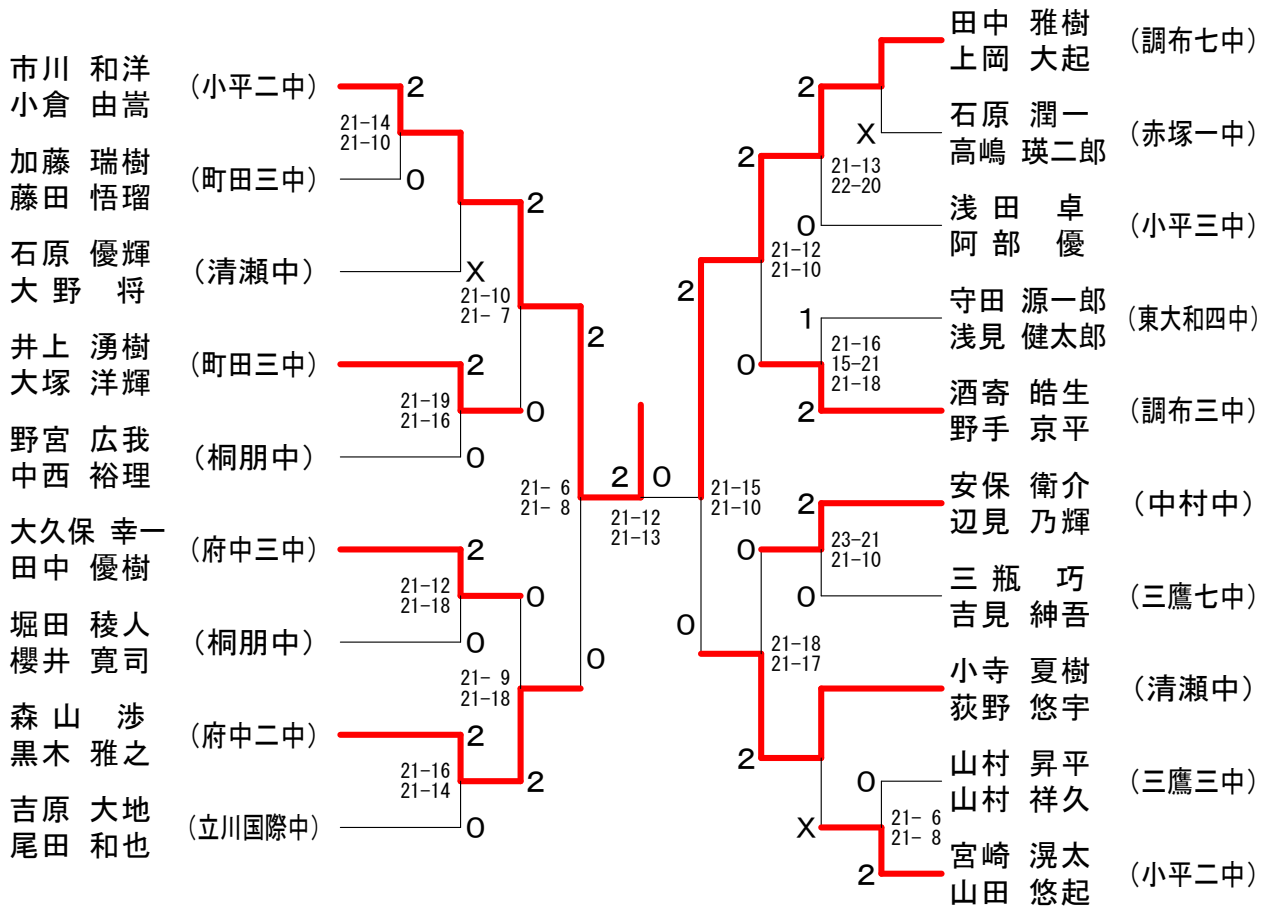 市川 和洋
小倉 由嵩
(小平二中)
2
21-14
21-10
加藤 瑞樹
藤田 悟瑠
(町田三中)
0
2
石原 優輝
大野 将
(清瀬中)
X
21-10
21- 7
2
井上 湧樹
大塚 洋輝
(町田三中)
2
21-19
21-16
0
野宮 広我
中西 裕理
(桐朋中)
0
21- 6
21- 8
大久保 幸一
田中 優樹
(府中三中)
2
21-12
21-18
0
堀田 稜人
櫻井 寛司
(桐朋中)
0
21- 9
21-18
0
森山 渉
黒木 雅之
(府中二中)
2
21-16
21-14
2
吉原 大地
尾田 和也
(立川国際中)
0
2 0
21-12
21-13
田中 雅樹
上岡 大起
(調布七中)
2
X
石原 潤一
高嶋 瑛二郎
(赤塚一中)
2
21-13
22-20
浅田 卓
阿部 優
(小平三中)
0
21-12
21-10
2
守田 源一郎
浅見 健太郎
(東大和四中)
1
21-16
15-21
21-18
0
酒寄 皓生
野手 京平
(調布三中)
2
21-15
21-10
安保 衛介
辺見 乃輝
(中村中)
2
23-21
21-10
0
三瓶 巧
吉見 紳吾
(三鷹七中)
0
0
21-18
21-17
小寺 夏樹
荻野 悠宇
(清瀬中)
2
山村 昇平
山村 祥久
(三鷹三中)
0
X
21- 6
21- 8
宮崎 滉太
山田 悠起
(小平二中)
2